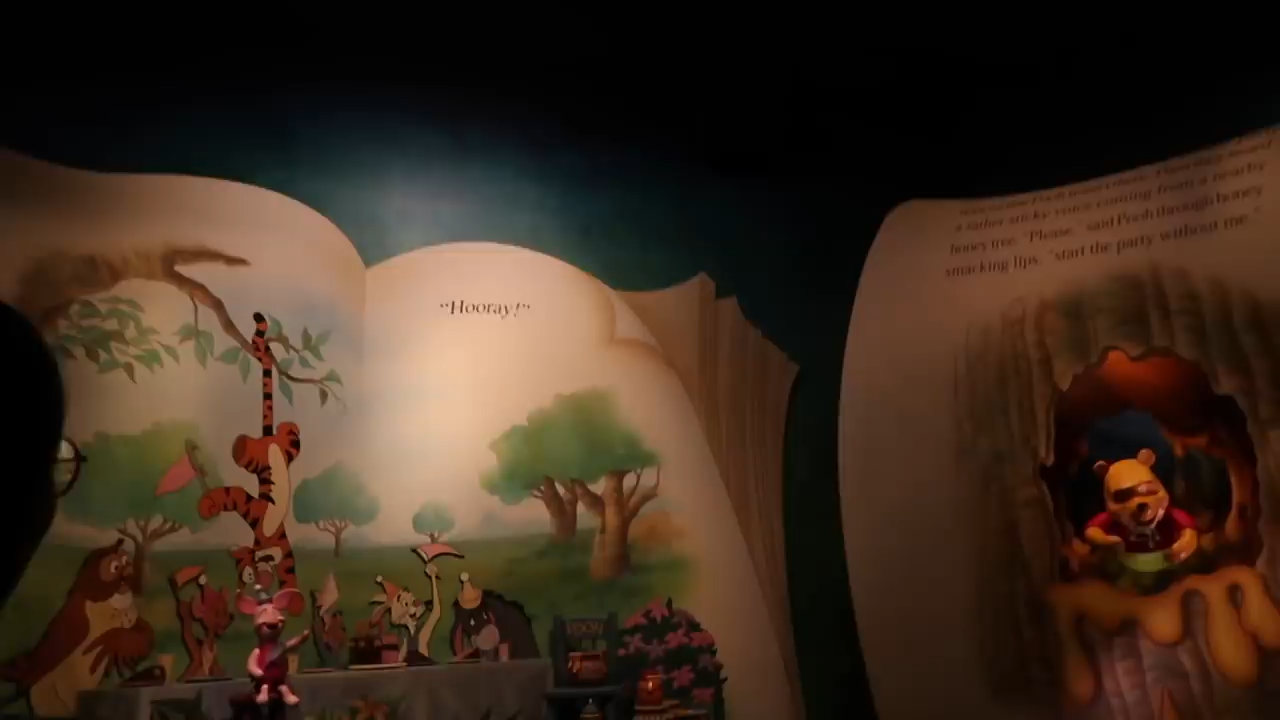 "Hooray!"
a rather sticky voice coming from a nearby
honey tree. "Please," said Pooh through honey
smacking lips, "start the party without me."
POOH